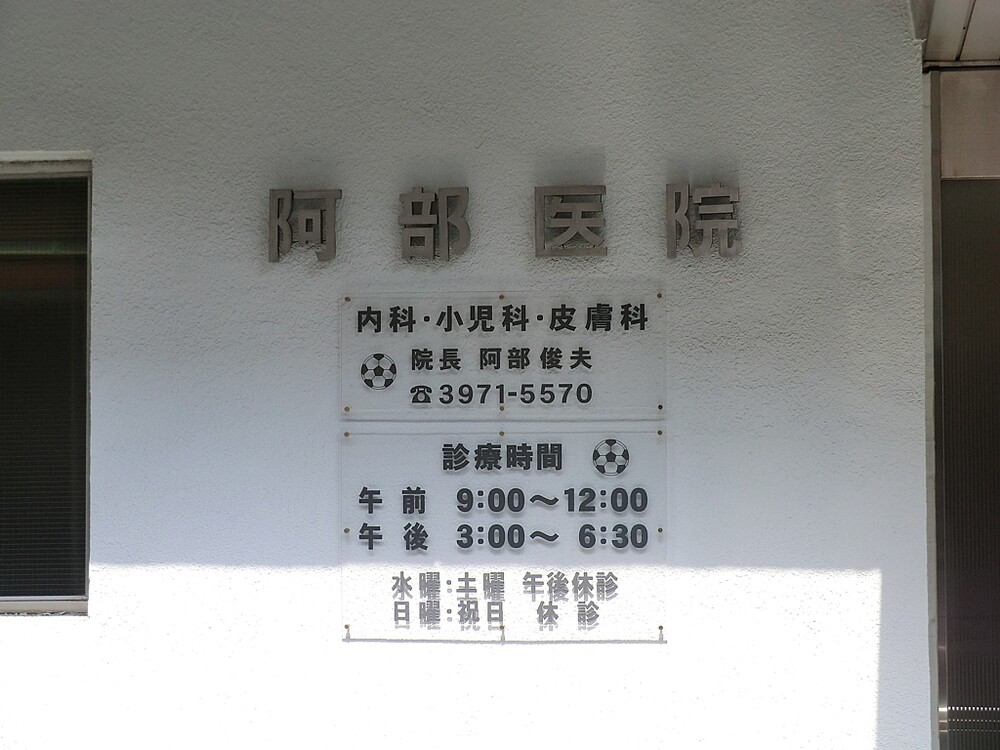 阿部医院
内科・小児科・皮膚科
院長 阿部俊夫
☎3971-5570
診療時間
午前 9:00〜12:00
午後 3:00〜 6:30
水曜:土曜 午後休診
日曜:祝日 休診